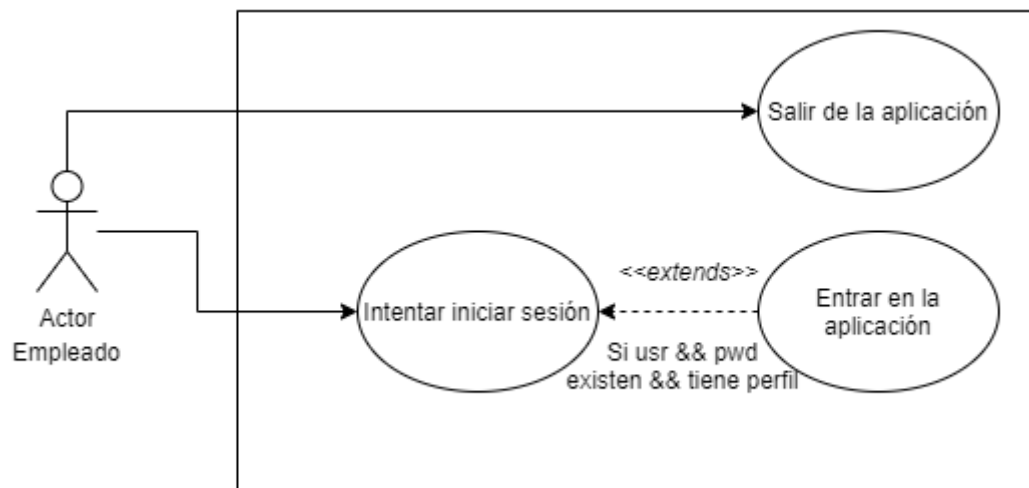 Salir de la aplicación
Actor
Empleado
Intentar iniciar sesión
<<extends>>
Si usr && pwd
existen && tiene perfil
Entrar en la
aplicación